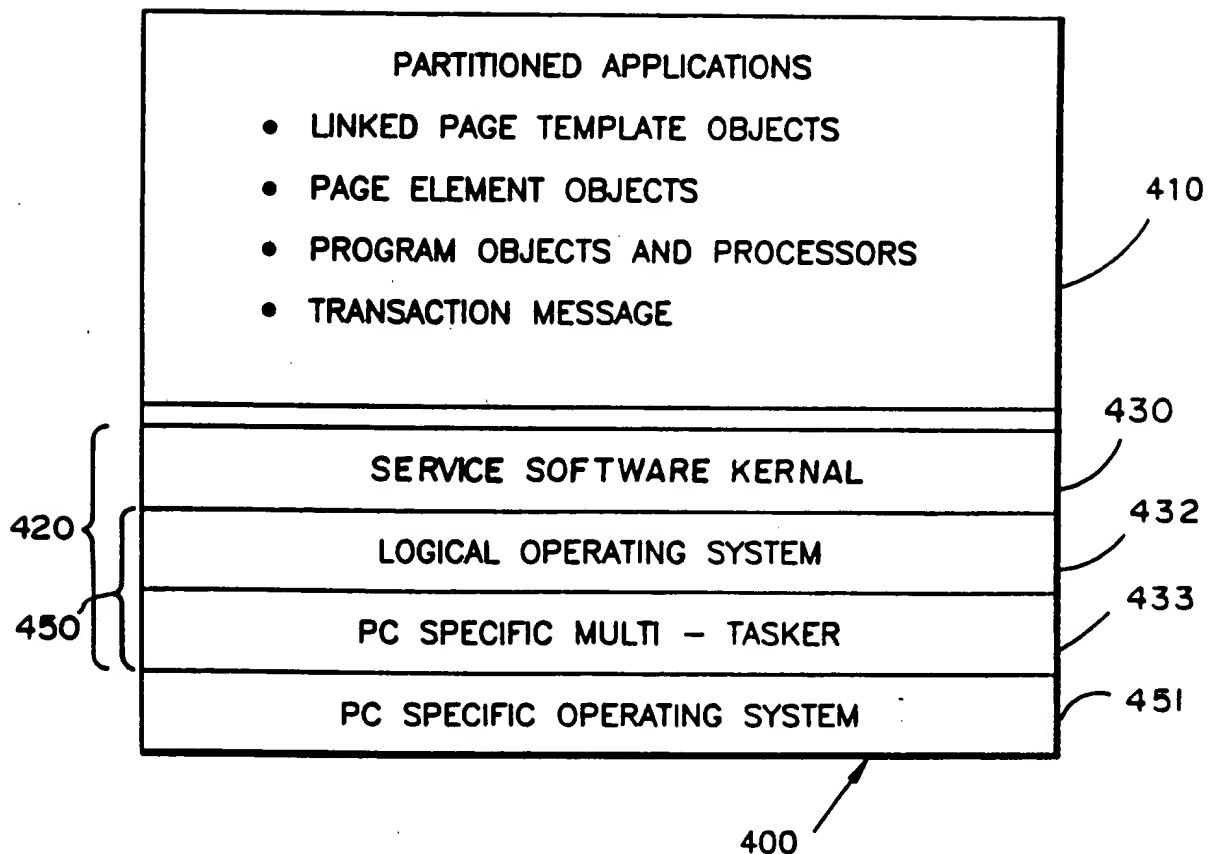 PARTITIONED APPLICATIONS
• LINKED PAGE TEMPLATE OBJECTS
• PAGE ELEMENT OBJECTS
• PROGRAM OBJECTS AND PROCESSORS
• TRANSACTION MESSAGE
410
430
SERVICE SOFTWARE KERNAL
420
432
LOGICAL OPERATING SYSTEM
433
450
PC SPECIFIC MULTI – TASKER
451
PC SPECIFIC OPERATING SYSTEM
400